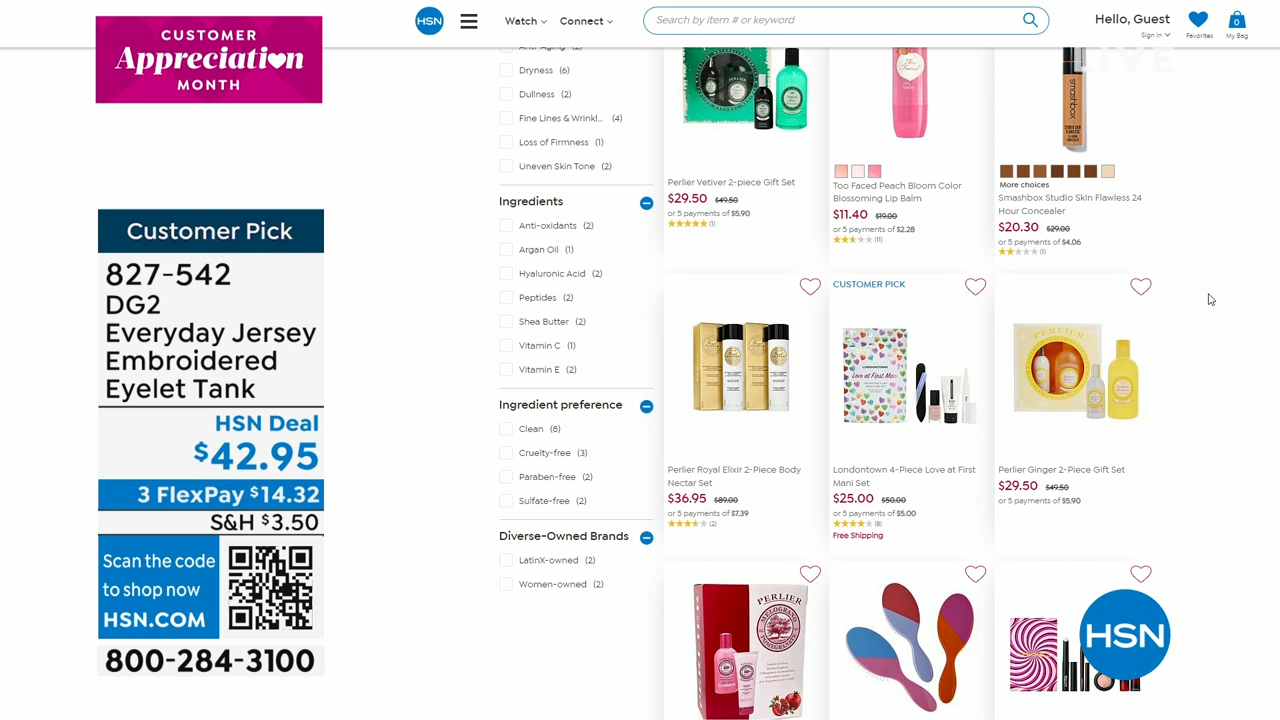 CUSTOMER
Appreciation
MONTH
HSN
Watch
Connect
Search by item # or keyword
Hello, Guest
Sign in
Favorites
0
My Bag
LIVE
Customer Pick
827-542
DG2
Everyday Jersey
Embroidered
Eyelet Tank
HSN Deal
$42.95
3 FlexPay $14.32
S&H $3.50
Scan the code
to shop now
HSN.COM
800-284-3100
Dryness (6)
Dullness (2)
Fine Lines & Wrinkl... (4)
Loss of Firmness (1)
Uneven Skin Tone (2)
Ingredients
Anti-oxidants (2)
Argan Oil (1)
Hyaluronic Acid (2)
Peptides (2)
Shea Butter (2)
Vitamin C (1)
Vitamin E (2)
Ingredient preference
Clean (8)
Cruelty-free (3)
Paraben-free (2)
Sulfate-free (2)
Diverse-Owned Brands
LatinX-owned (2)
Women-owned (2)
Perlier Vetiver 2-piece Gift Set
$29.50 $49.50
or 5 payments of $5.90
(1)
Too Faced Peach Bloom Color
Blossoming Lip Balm
$11.40 $19.00
or 5 payments of $2.28
(11)
smashbox
More choices
Smashbox Studio Skin Flawless 24
Hour Concealer
$20.30 $29.00
or 5 payments of $4.06
(1)
Perlier Royal Elixir 2-Piece Body
Nectar Set
$36.95 $89.00
or 5 payments of $7.39
(2)
CUSTOMER PICK
LONDONTOWN
Love at First Mani
Londontown 4-Piece Love at First
Mani Set
$25.00 $50.00
or 5 payments of $5.00
(8)
Free Shipping
PERLIER
Perlier Ginger 2-Piece Gift Set
$29.50 $49.50
or 5 payments of $5.90
PERLIER
HSN